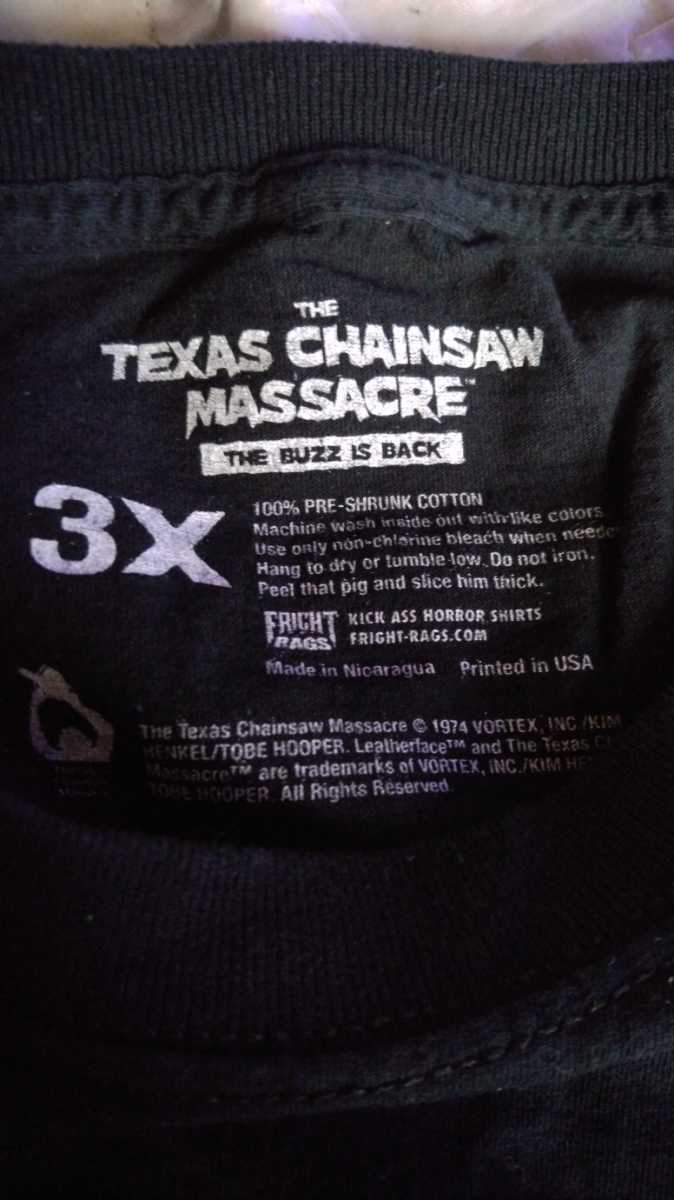 THE
TEXAS CHAINSAW
MASSACRE™
THE BUZZ IS BACK
3X
100% PRE-SHRUNK COTTON
Machine wash inside out with like colors
Use only non-chlorine bleach when neede
Hang to dry or tumble low. Do not iron.
Peel that pig and slice him thick.
FRIGHT
RAGS
KICK ASS HORROR SHIRTS
FRIGHT-RAGS.COM
Made in Nicaragua Printed in USA
The Texas Chainsaw Massacre © 1974 VORTEX, INC./KIM
HENKEL/TOBE HOOPER. Leatherface™ and The Texas C
Massacre™ are trademarks of VORTEX, INC./KIM HE
TOBE HOOPER. All Rights Reserved.